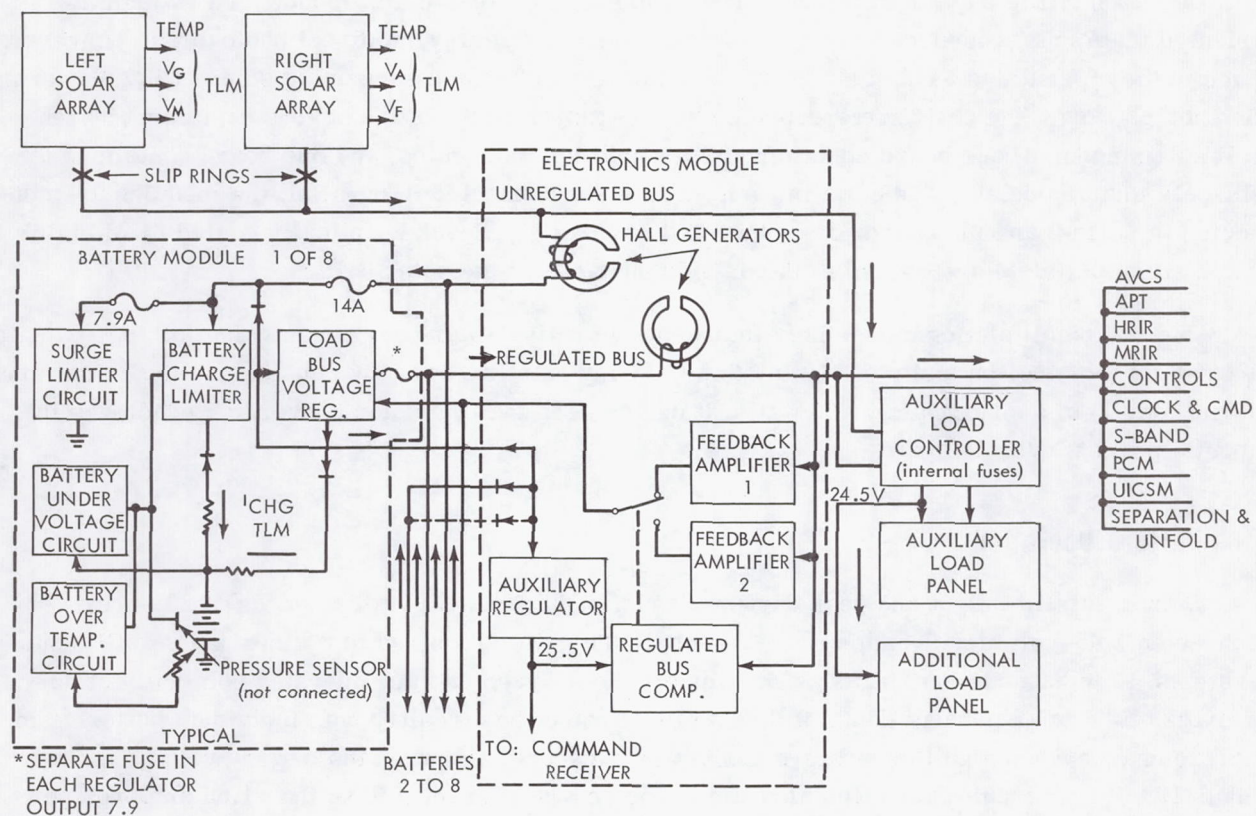 TEMP
LEFT
SOLAR
ARRAY
VG
VM
TLM
TEMP
RIGHT
SOLAR
ARRAY
VA
VF
TLM
SLIP RINGS
ELECTRONICS MODULE
UNREGULATED BUS
HALL GENERATORS
BATTERY MODULE 1 OF 8
14A
7.9A
SURGE
LIMITER
CIRCUIT
BATTERY
CHARGE
LIMITER
LOAD
BUS
VOLTAGE
REG.
*
REGULATED BUS
BATTERY
UNDER
VOLTAGE
CIRCUIT
ICHG
TLM
BATTERY
OVER
TEMP.
CIRCUIT
PRESSURE SENSOR
(not connected)
TYPICAL
* SEPARATE FUSE IN
EACH REGULATOR
OUTPUT 7.9
BATTERIES
2 TO 8
FEEDBACK
AMPLIFIER
1
FEEDBACK
AMPLIFIER
2
AUXILIARY
REGULATOR
25.5V
REGULATED
BUS
COMP.
TO: COMMAND
RECEIVER
AUXILIARY
LOAD
CONTROLLER
(internal fuses)
24.5V
AUXILIARY
LOAD
PANEL
ADDITIONAL
LOAD
PANEL
AVCS
APT
HRIR
MRIR
CONTROLS
CLOCK & CMD
S-BAND
PCM
UICSM
SEPARATION &
UNFOLD